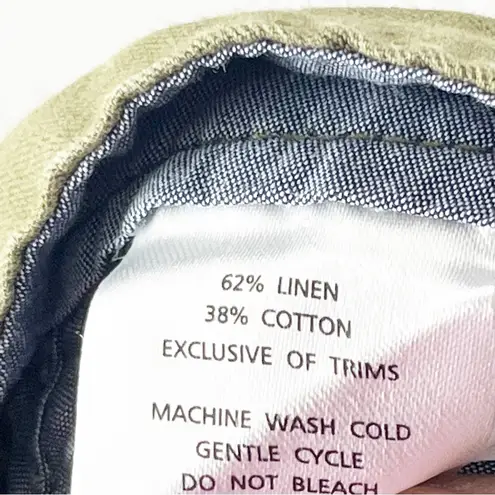 62% LINEN
38% COTTON
EXCLUSIVE OF TRIMS
MACHINE WASH COLD
GENTLE CYCLE
DO NOT BLEACH